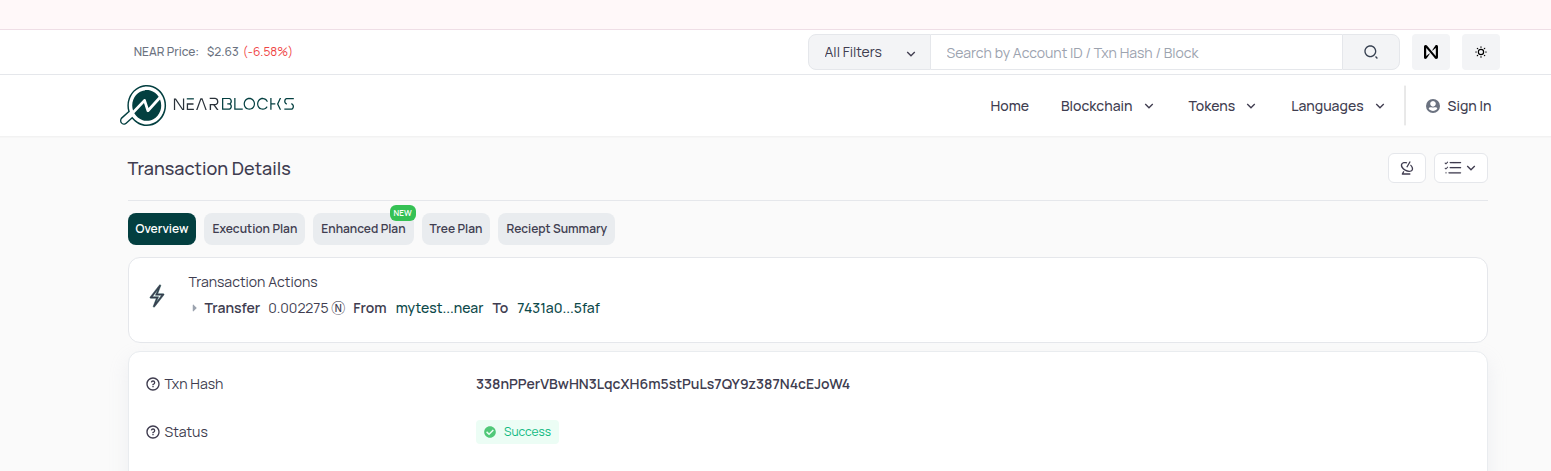 NEAR Price: $2.63 (-6.58%)
All Filters Search by Account ID / Txn Hash / Block
NEARBLOCKS Home Blockchain Tokens Languages Sign In
Transaction Details
NEW
Overview Execution Plan Enhanced Plan Tree Plan Reciept Summary
Transaction Actions
Transfer 0.002275 Ⓝ From mytest...near To 7431a0...5faf
Txn Hash 338nPPerVBwHN3LqcXH6m5stPuLs7QY9z387N4cEJoW4
Status Success